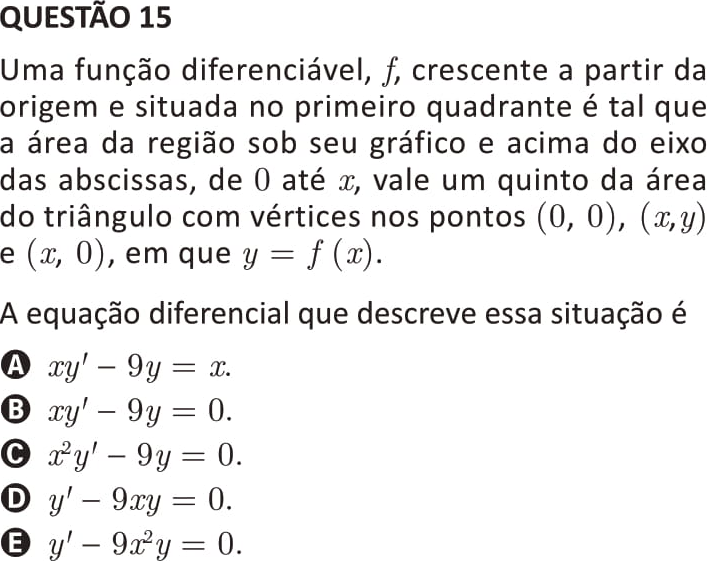 QUESTÃO 15
Uma função diferenciável, f, crescente a partir da
origem e situada no primeiro quadrante é tal que
a área da região sob seu gráfico e acima do eixo
das abscissas, de 0 até x, vale um quinto da área
do triângulo com vértices nos pontos (0, 0), (x,y)
e (x, 0), em que y = f (x).
A equação diferencial que descreve essa situação é
A xy′ − 9y = x.
B xy′ − 9y = 0.
C x²y′ − 9y = 0.
D y′ − 9xy = 0.
E y′ − 9x²y = 0.